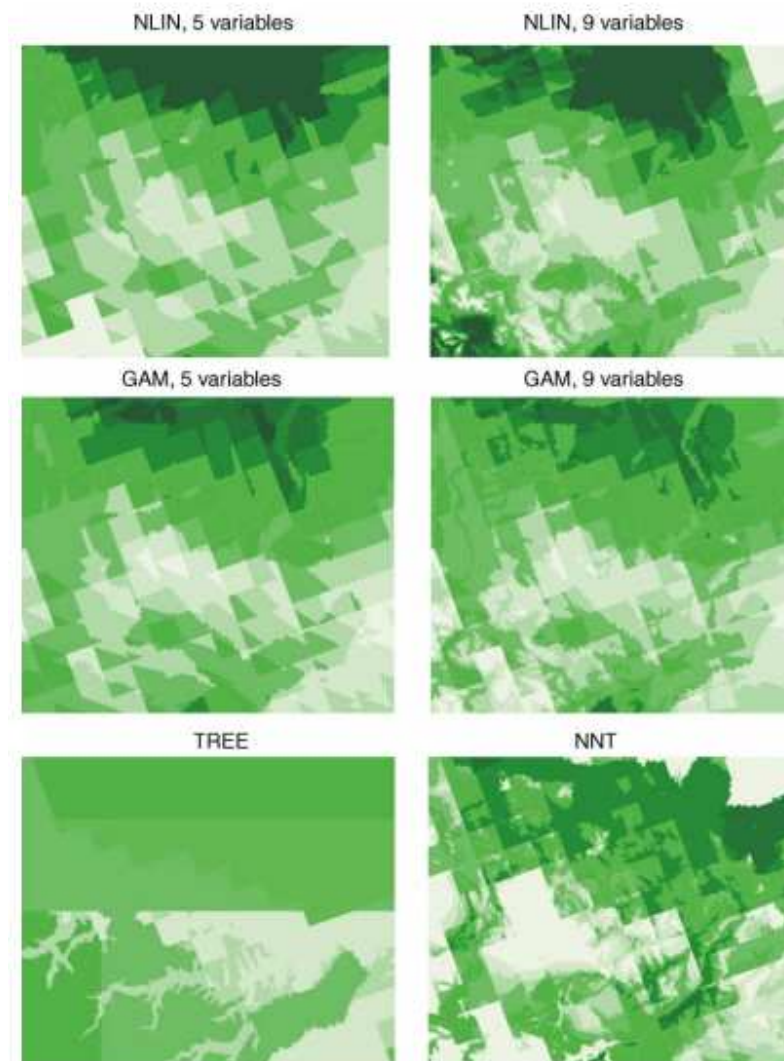 NLIN, 5 variables
NLIN, 9 variables
GAM, 5 variables
GAM, 9 variables
TREE
NNT